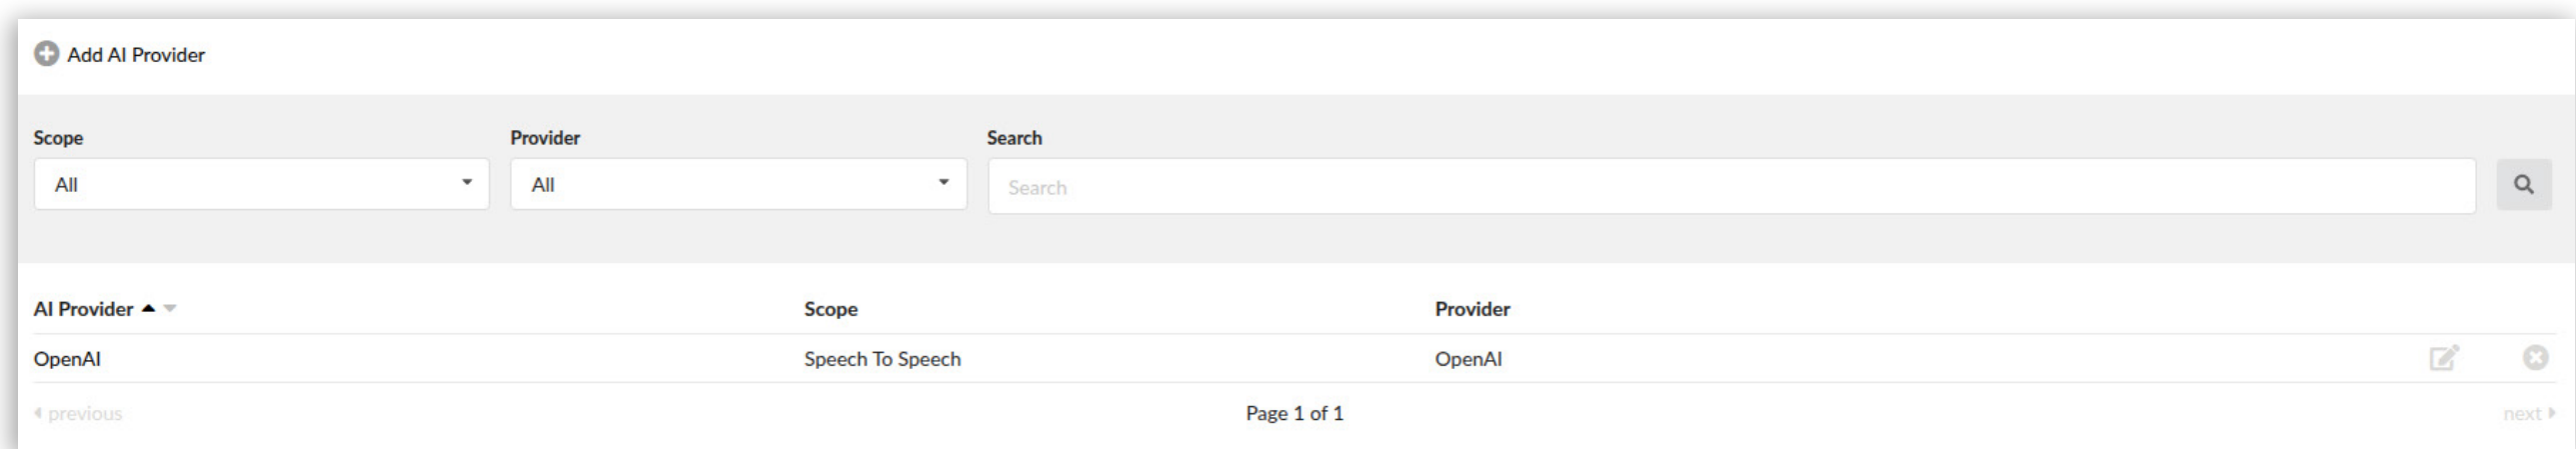 Add AI Provider
Scope Provider Search
All All Search
AI Provider Scope Provider
OpenAI Speech To Speech OpenAI
previous Page 1 of 1 next